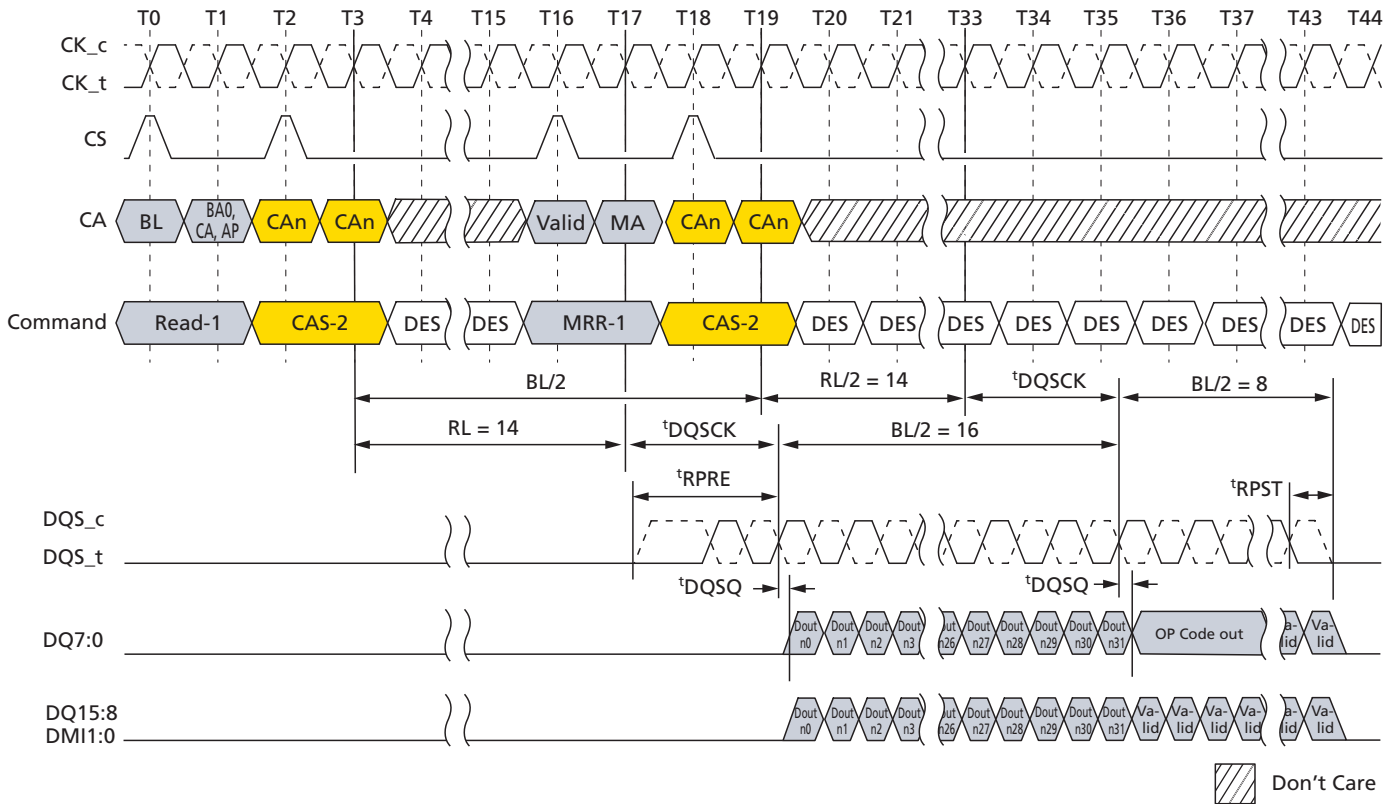 T0 T1 T2 T3 T4 T15 T16 T17 T18 T19 T20 T21 T33 T34 T35 T36 T37 T43 T44
CK_c
CK_t
CS
CA BL BA0, CA, AP CAn CAn Valid MA CAn CAn
Command Read-1 CAS-2 DES DES MRR-1 CAS-2 DES DES DES DES DES DES DES DES DES
BL/2 RL/2 = 14 tDQSCK BL/2 = 8
RL = 14 tDQSCK BL/2 = 16
tRPRE tRPST
DQS_c
DQS_t
tDQSQ tDQSQ
DQ7:0 Dout n0 Dout n1 Dout n2 Dout n3 n26 Dout n27 Dout n28 Dout n29 Dout n30 Dout n31 OP Code out a-lid Va-lid
DQ15:8
DMI1:0 Dout n0 Dout n1 Dout n2 Dout n3 n26 Dout n27 Dout n28 Dout n29 Dout n30 Dout n31 Va-lid Va-lid Va-lid Va-lid a-lid Va-lid
Don't Care